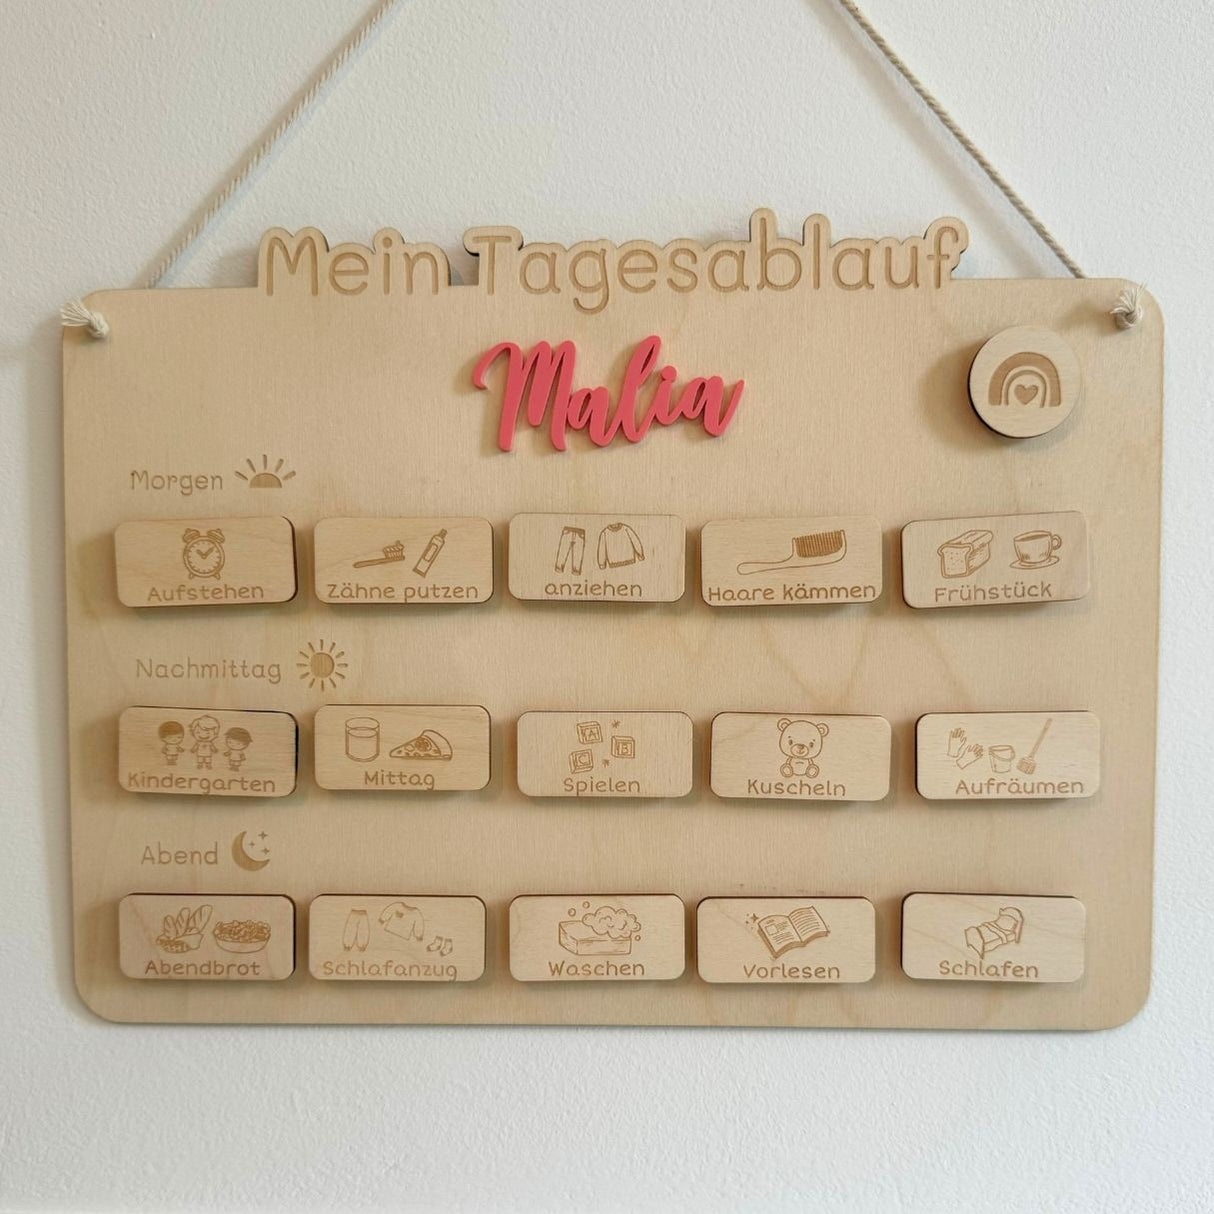 Mein Tagesablauf
Malia
Morgen
Aufstehen
Zähne putzen
anziehen
Haare kämmen
Frühstück
Nachmittag
Kindergarten
Mittag
A
B
C
Spielen
Kuscheln
Aufräumen
Abend
Abendbrot
Schlafanzug
Waschen
Vorlesen
Schlafen